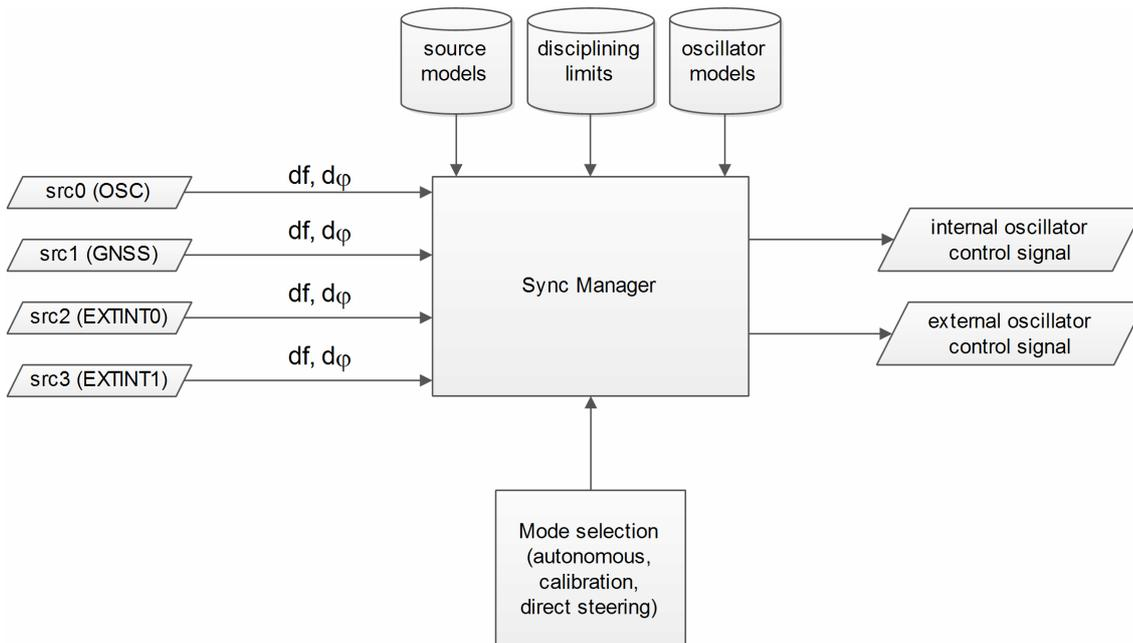 source
models
disciplining
limits
oscillator
models
src0 (OSC)
df, dφ
src1 (GNSS)
df, dφ
src2 (EXTINT0)
df, dφ
src3 (EXTINT1)
df, dφ
Sync Manager
internal oscillator
control signal
external oscillator
control signal
Mode selection
(autonomous,
calibration,
direct steering)